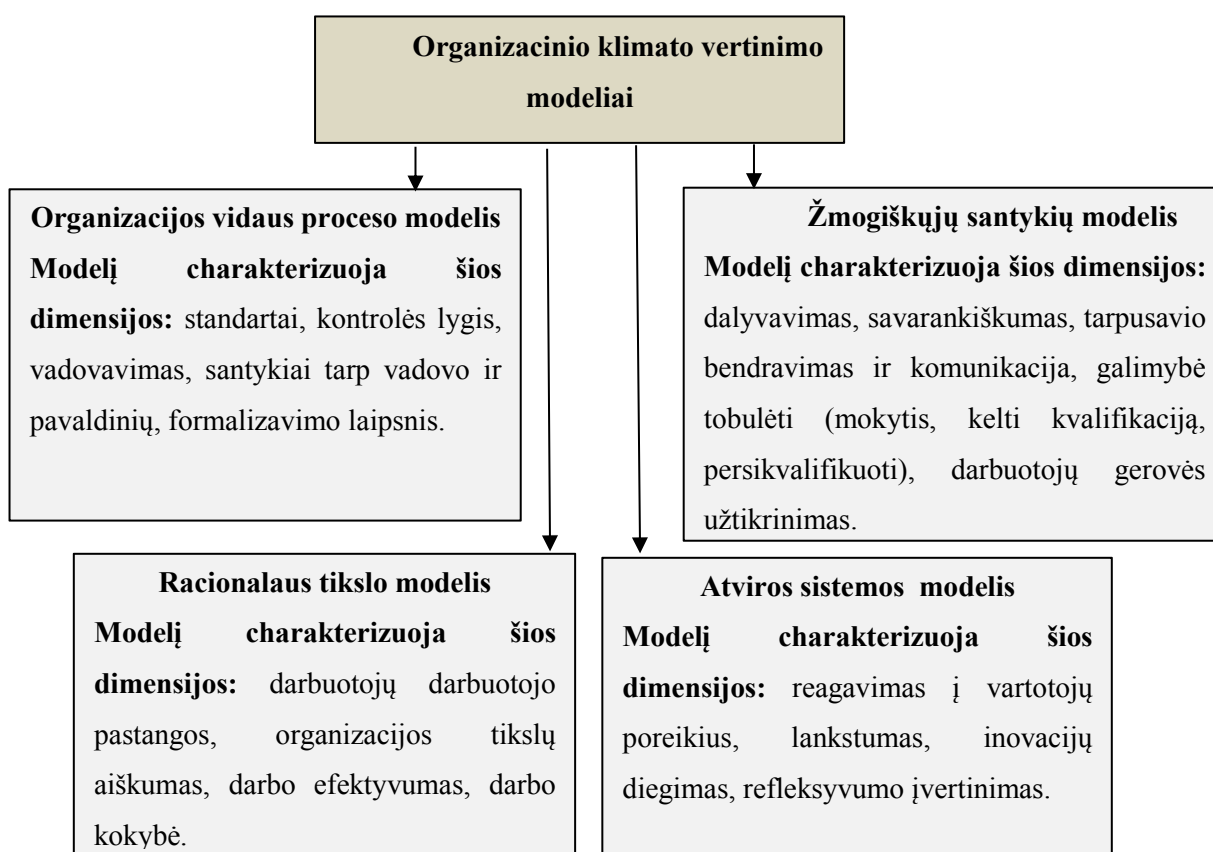 Organizacinio klimato vertinimo
modeliai
Organizacijos vidaus proceso modelis
Modelį charakterizuoja šios
dimensijos: standartai, kontrolės lygis,
vadovavimas, santykiai tarp vadovo ir
pavaldinių, formalizavimo laipsnis.
Žmogiškųjų santykių modelis
Modelį charakterizuoja šios dimensijos:
dalyvavimas, savarankiškumas, tarpusavio
bendravimas ir komunikacija, galimybė
tobulėti (mokytis, kelti kvalifikaciją,
persikvalifikuoti), darbuotojų gerovės
užtikrinimas.
Racionalaus tikslo modelis
Modelį charakterizuoja šios
dimensijos: darbuotojų darbuotojo
pastangos, organizacijos tikslų
aiškumas, darbo efektyvumas, darbo
kokybė.
Atviros sistemos modelis
Modelį charakterizuoja šios
dimensijos: reagavimas į vartotojų
poreikius, lankstumas, inovacijų
diegimas, refleksyvumo įvertinimas.